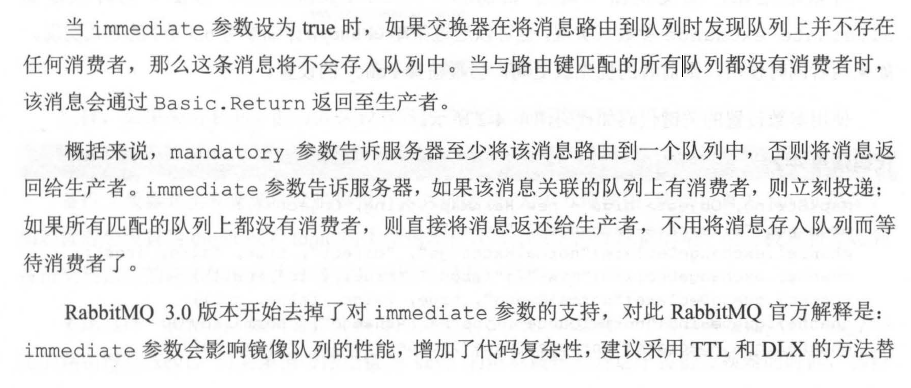 当 immediate 参数设为 true 时，如果交换器在将消息路由到队列时发现队列上并不存在
任何消费者，那么这条消息将不会存入队列中。当与路由键匹配的所有队列都没有消费者时，
该消息会通过 Basic.Return 返回至生产者。
概括来说，mandatory 参数告诉服务器至少将该消息路由到一个队列中，否则将消息返
回给生产者。immediate 参数告诉服务器，如果该消息关联的队列上有消费者，则立刻投递；
如果所有匹配的队列上都没有消费者，则直接将消息返还给生产者，不用将消息存入队列而等
待消费者了。
RabbitMQ 3.0 版本开始去掉了对 immediate 参数的支持，对此 RabbitMQ 官方解释是：
immediate 参数会影响镜像队列的性能，增加了代码复杂性，建议采用 TTL 和 DLX 的方法替